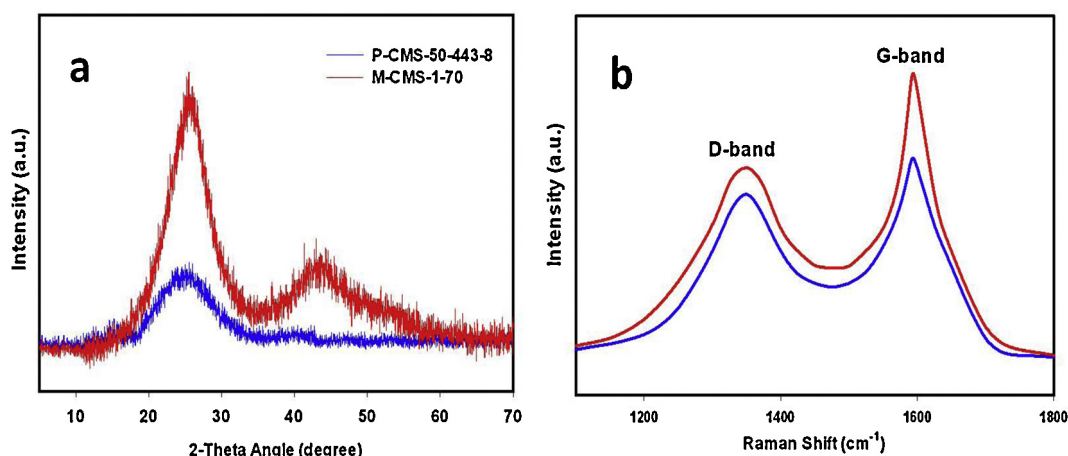 a
P-CMS-50-443-8
M-CMS-1-70
Intensity (a.u.)
10 20 30 40 50 60 70
2-Theta Angle (degree)
b
G-band
D-band
Intensity (a.u.)
1200 1400 1600 1800
Raman Shift (cm⁻¹)